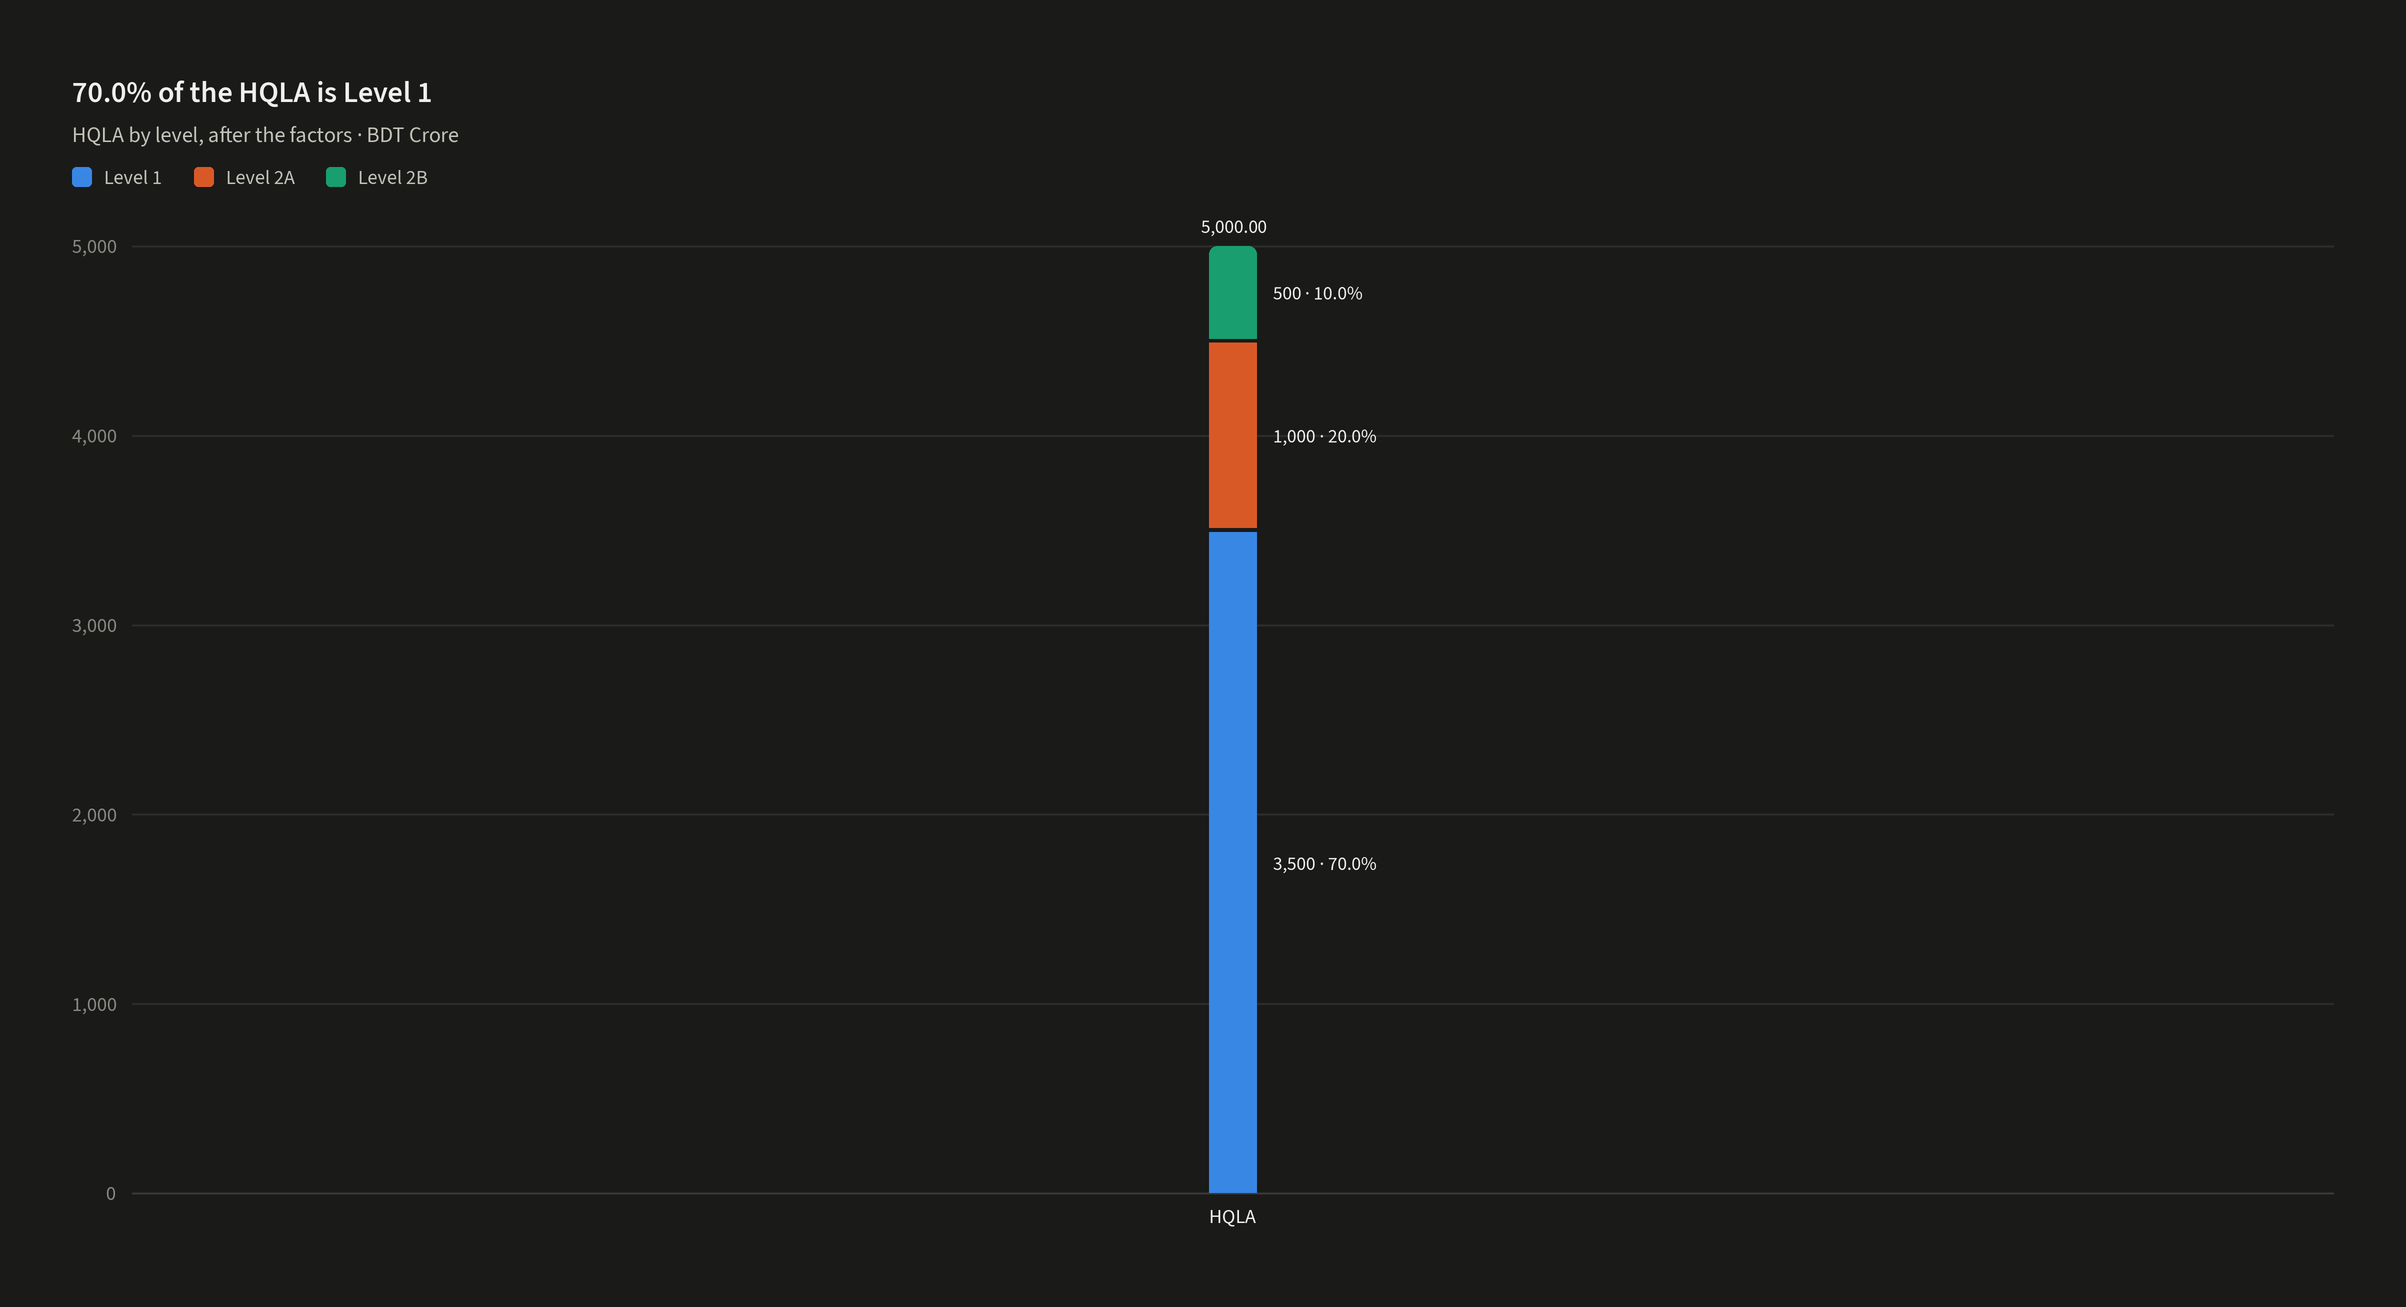 70.0% of the HQLA is Level 1
HQLA by level, after the factors · BDT Crore
Level 1 Level 2A Level 2B
5,000.00
5,000
500 · 10.0%
4,000
1,000 · 20.0%
3,000
2,000
3,500 · 70.0%
1,000
0
HQLA